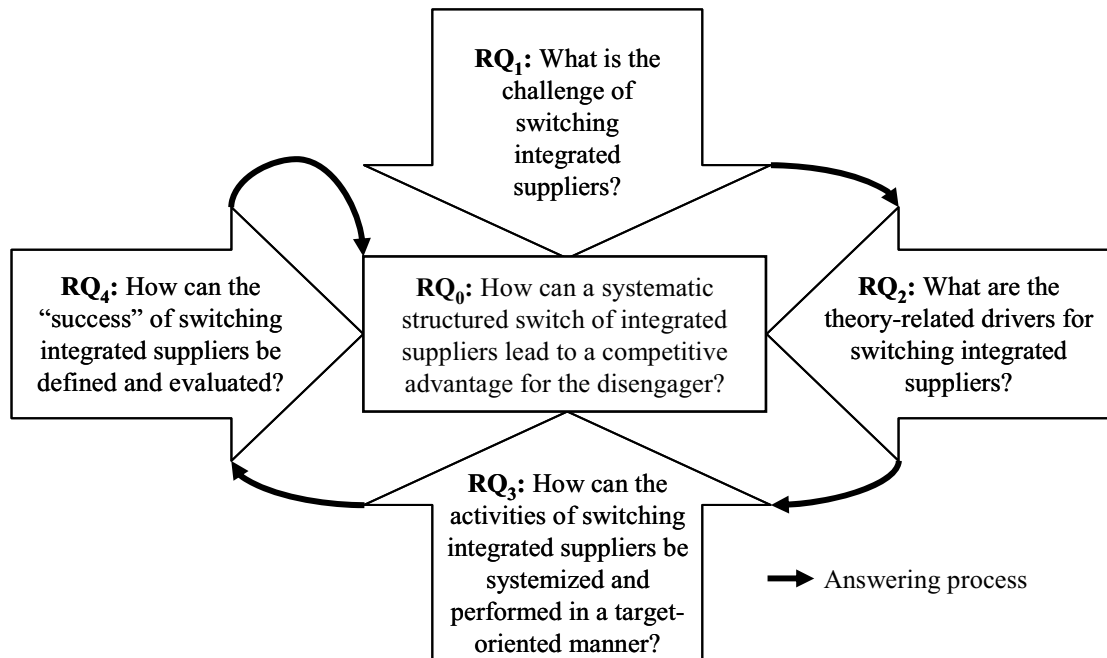 RQ1: What is the
challenge of
switching
integrated
suppliers?
RQ4: How can the
“success” of switching
integrated suppliers be
defined and evaluated?
RQ0: How can a systematic
structured switch of integrated
suppliers lead to a competitive
advantage for the disengager?
RQ2: What are the
theory-related drivers for
switching integrated
suppliers?
RQ3: How can the
activities of switching
integrated suppliers be
systemized and
performed in a target-
oriented manner?
Answering process